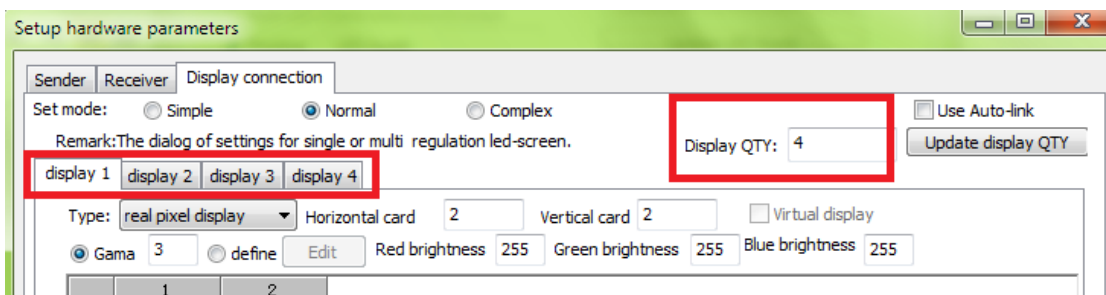 Setup hardware parameters
Sender Receiver Display connection
Set mode: Simple Normal Complex Use Auto-link
Remark:The dialog of settings for single or multi regulation led-screen. Display QTY: 4 Update display QTY
display 1 display 2 display 3 display 4
Type: real pixel display Horizontal card 2 Vertical card 2 Virtual display
Gama 3 define Edit Red brightness 255 Green brightness 255 Blue brightness 255
1 2